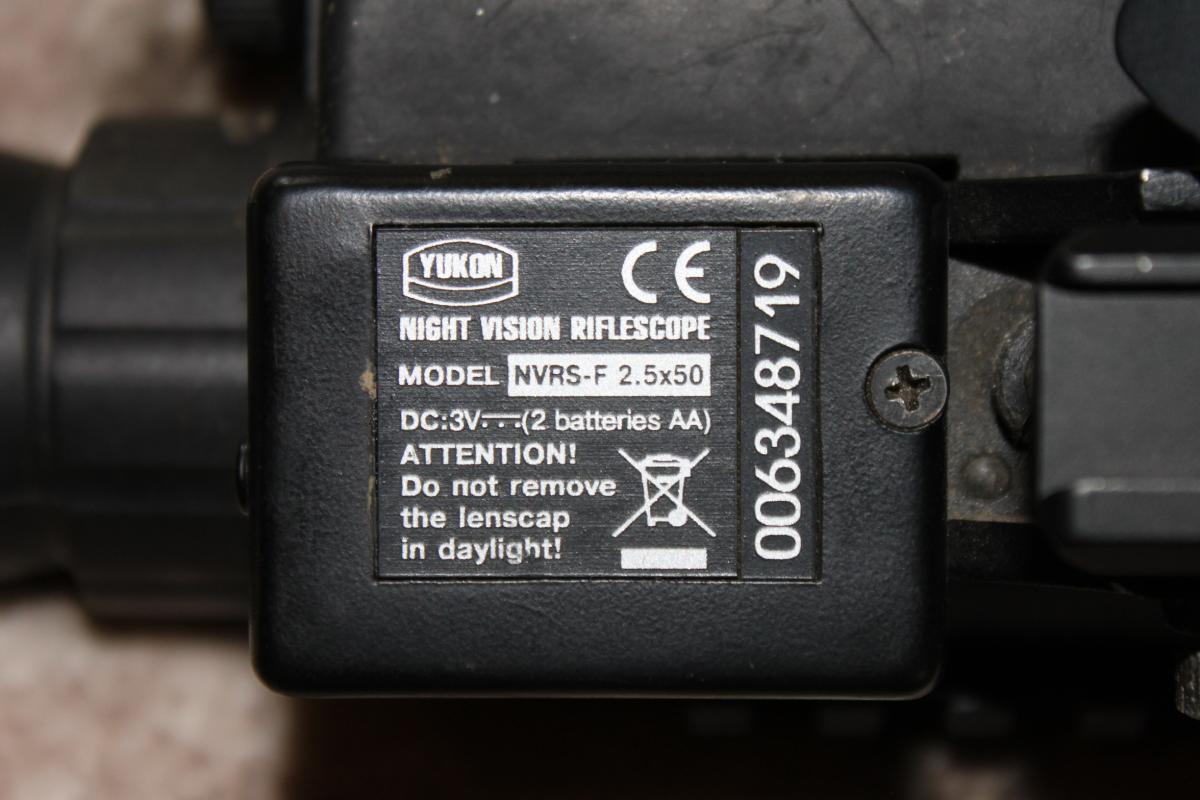 YUKON
CE
NIGHT VISION RIFLESCOPE
MODEL NVRS-F 2.5x50
DC:3V⎓(2 batteries AA)
ATTENTION!
Do not remove
the lenscap
in daylight!
006348719